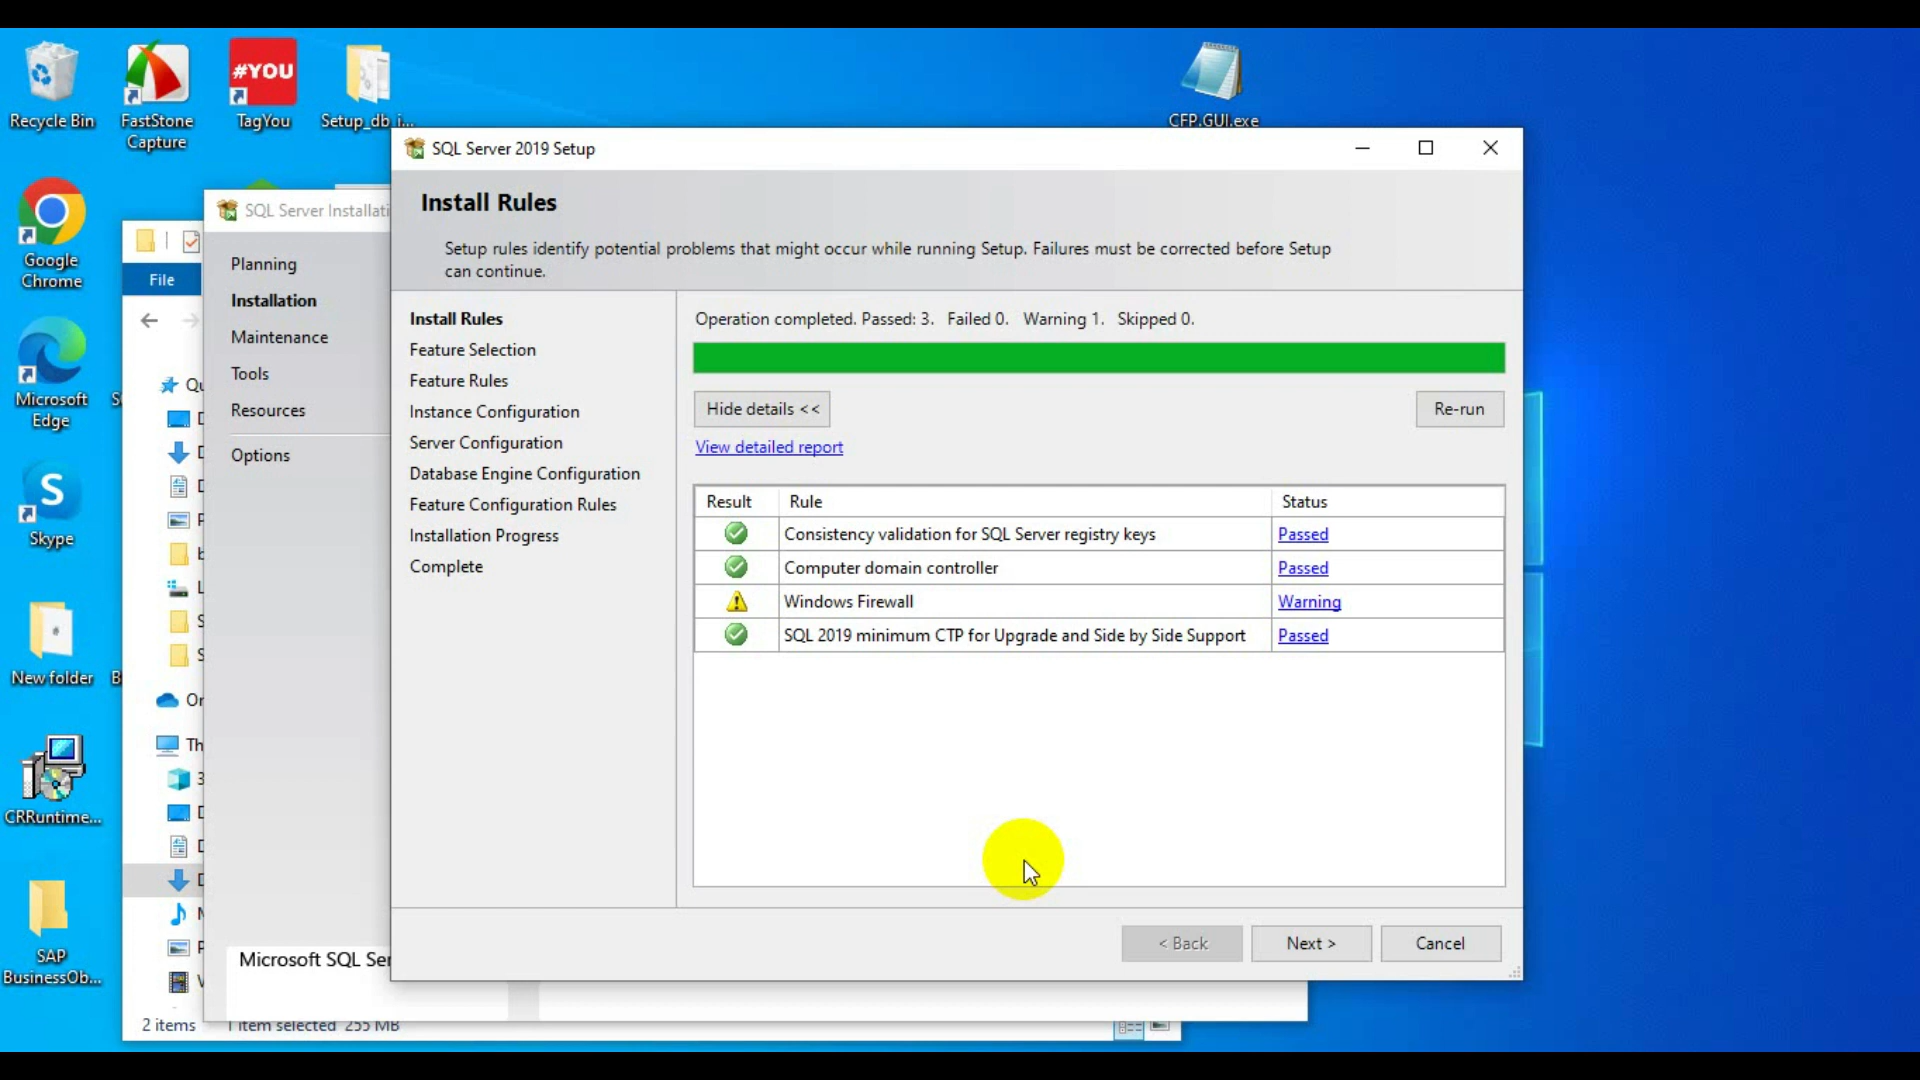 Recycle Bin
FastStone
Capture
#YOU
TagYou
Setup_db_i...
CFP.GUI.exe
Google
Chrome
Microsoft
Edge
Skype
New folder
CRRuntime...
SAP
BusinessOb...
File
2 items
1 item selected 255 MB
SQL Server Installati
Planning
Installation
Maintenance
Tools
Resources
Options
Microsoft SQL Ser
SQL Server 2019 Setup
Install Rules
Setup rules identify potential problems that might occur while running Setup. Failures must be corrected before Setup
can continue.
Install Rules
Feature Selection
Feature Rules
Instance Configuration
Server Configuration
Database Engine Configuration
Feature Configuration Rules
Installation Progress
Complete
Operation completed. Passed: 3. Failed 0. Warning 1. Skipped 0.
Hide details <<
Re-run
View detailed report
Result Rule Status
Consistency validation for SQL Server registry keys Passed
Computer domain controller Passed
Windows Firewall Warning
SQL 2019 minimum CTP for Upgrade and Side by Side Support Passed
< Back
Next >
Cancel